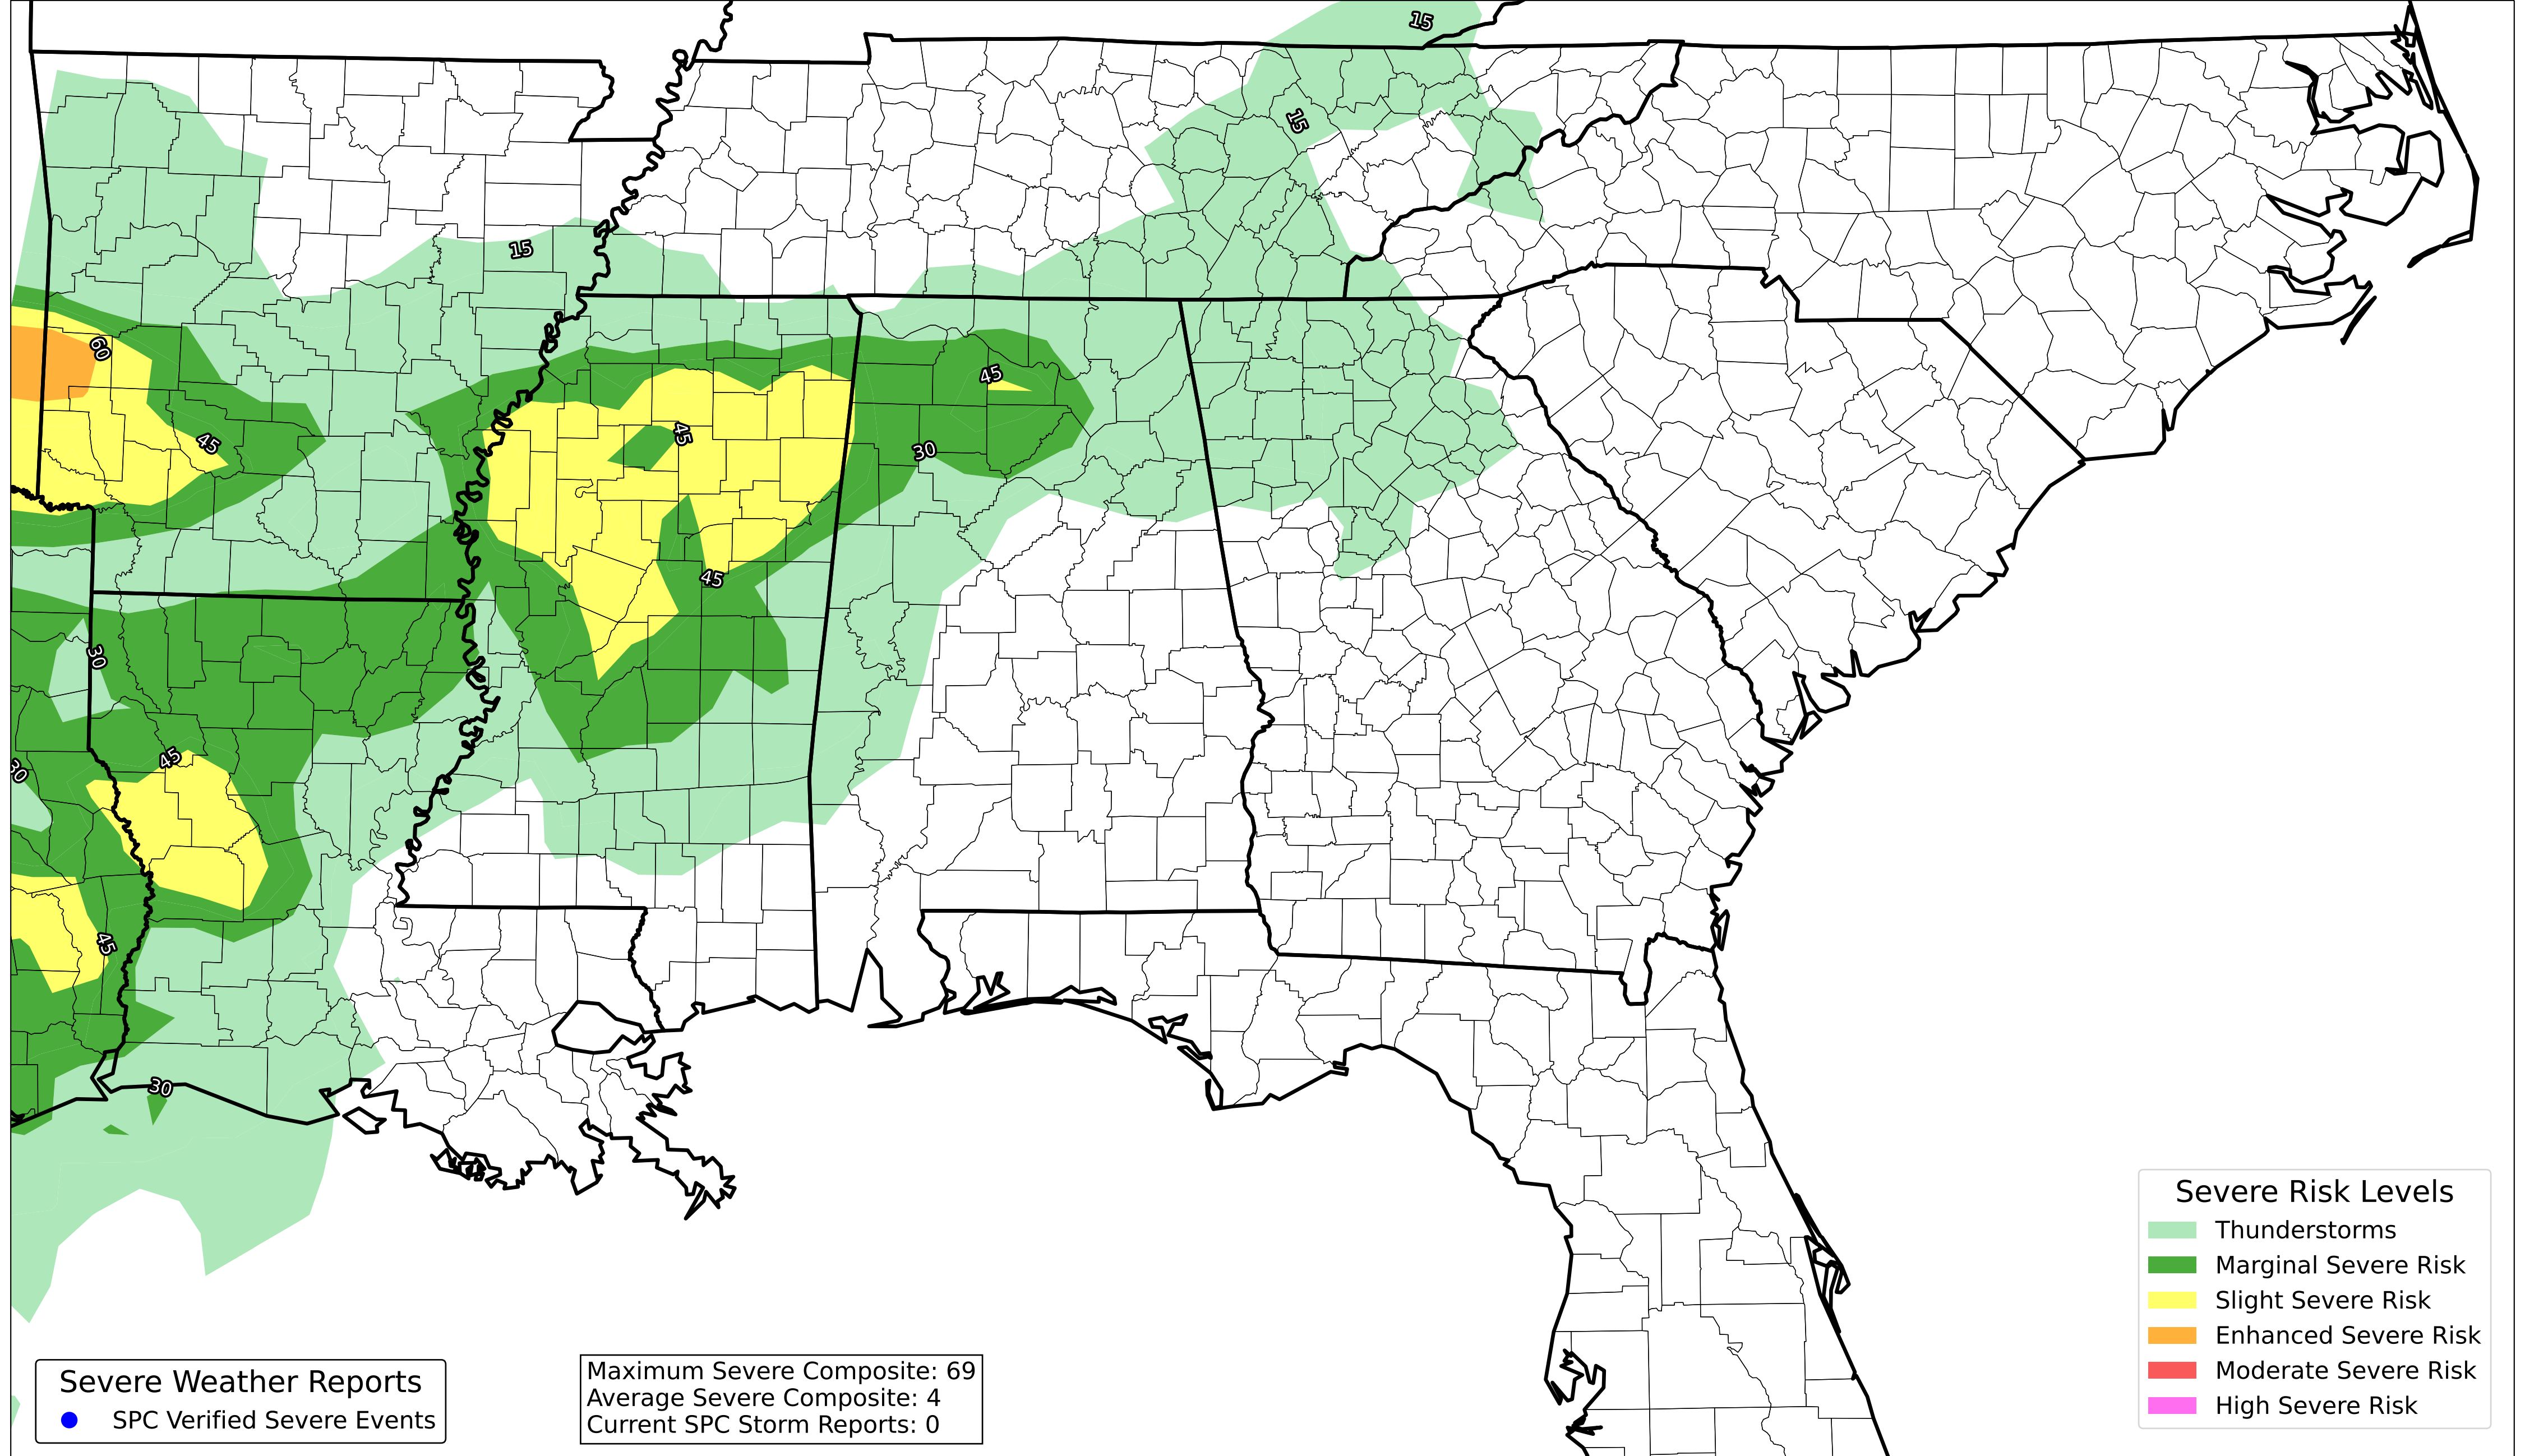 15
15
15
60
45
45
45
30
45
30
45
30
45
30
Severe Risk Levels
Thunderstorms
Marginal Severe Risk
Slight Severe Risk
Enhanced Severe Risk
Moderate Severe Risk
High Severe Risk
Severe Weather Reports
SPC Verified Severe Events
Maximum Severe Composite: 69
Average Severe Composite: 4
Current SPC Storm Reports: 0